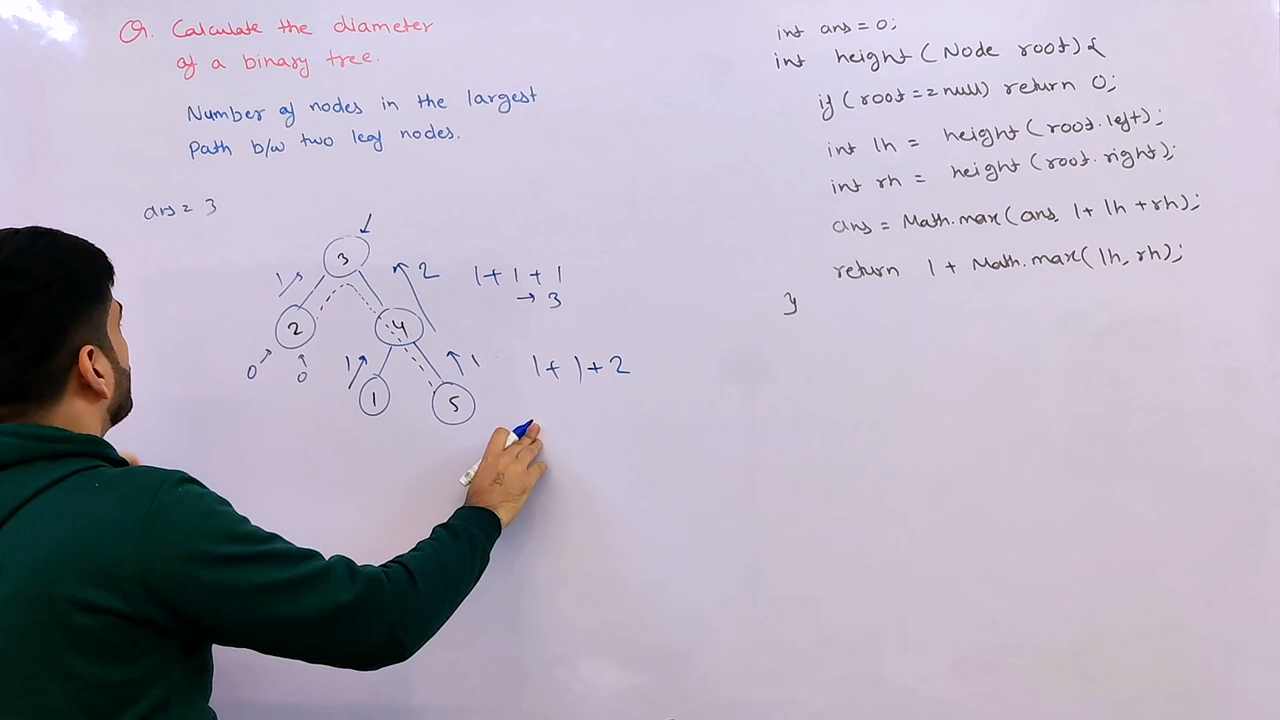 Q. Calculate the diameter
of a binary tree.
Number of nodes in the largest
Path b/w two leaf nodes.
ans = 3
3
1
2
1 + 1 + 1
→ 3
2
4
0
0
1
1
1 + 1 + 2
1
5
int ans = 0;
int height (Node root) {
if (root == null) return 0;
int lh = height (root.left);
int rh = height (root.right);
ans = Math.max(ans, 1 + lh + rh);
return 1 + Math.max(lh, rh);
}